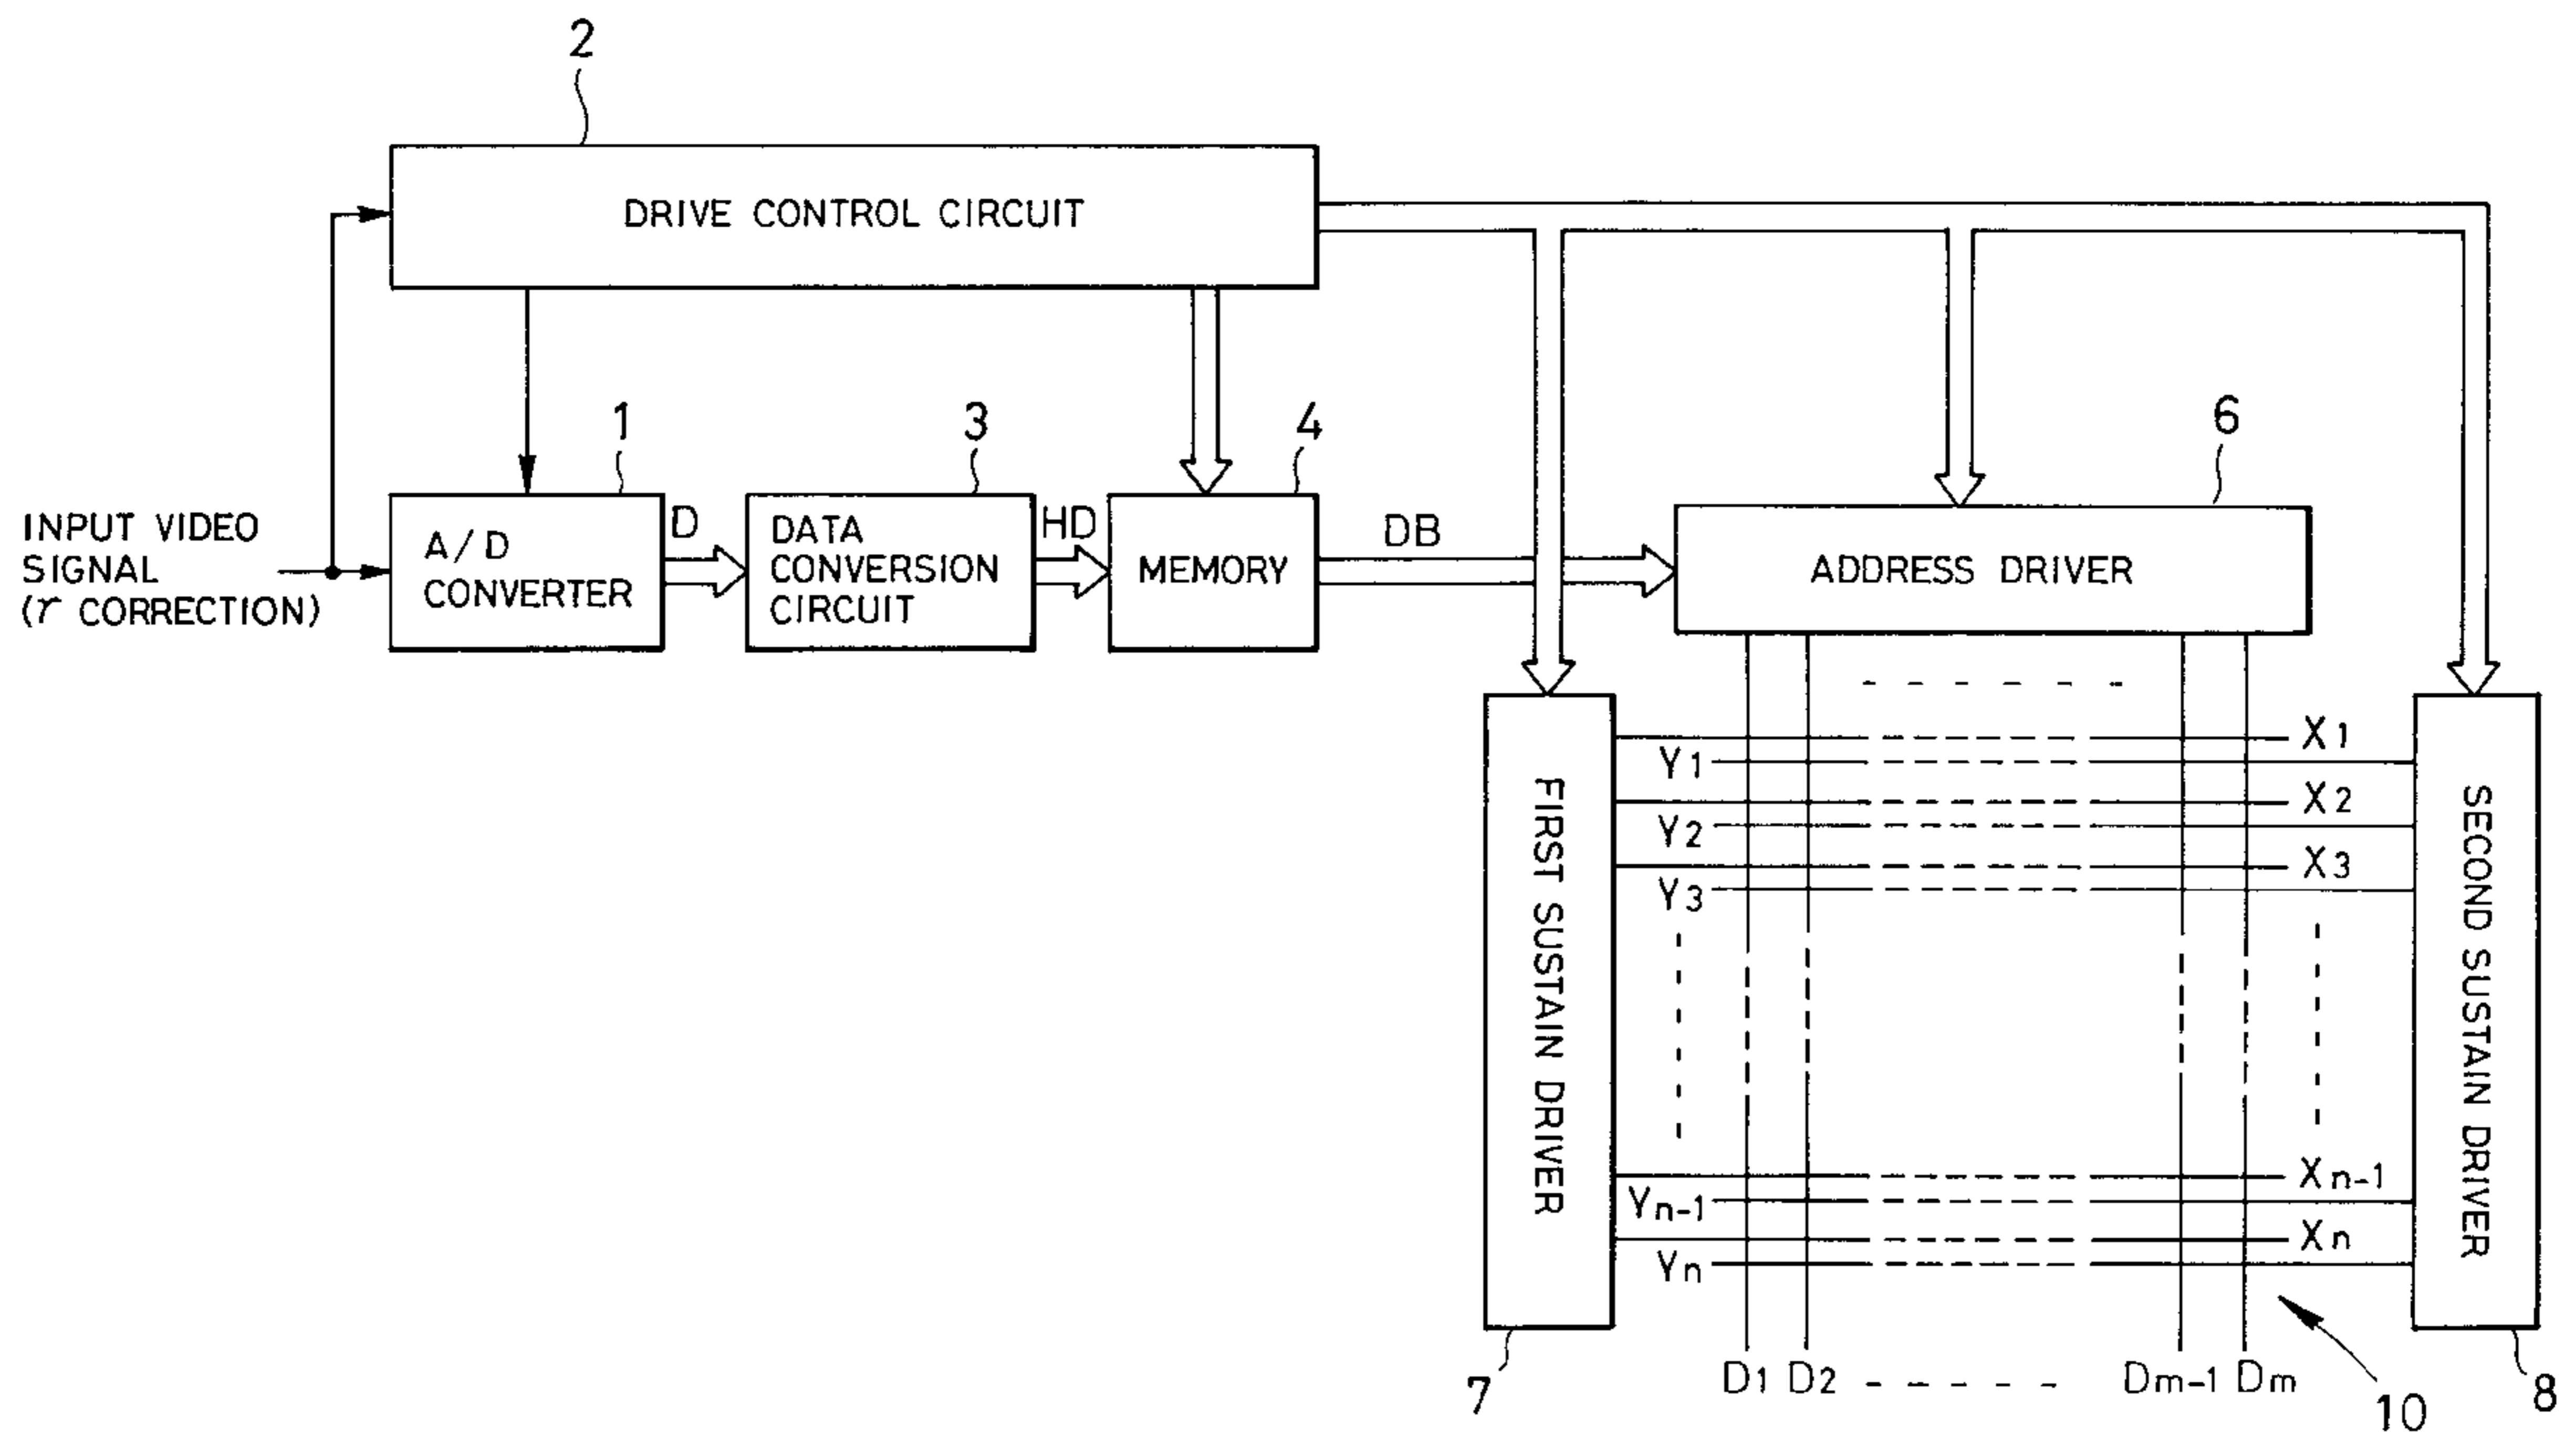 2
DRIVE CONTROL CIRCUIT
1
3
4
6
INPUT VIDEO
SIGNAL
(γ CORRECTION)
A/D
CONVERTER
D
DATA
CONVERSION
CIRCUIT
HD
MEMORY
DB
ADDRESS DRIVER
FIRST SUSTAIN DRIVER
SECOND SUSTAIN DRIVER
X1
Y1
X2
Y2
X3
Y3
Xn-1
Yn-1
Xn
Yn
7
D1 D2 Dm-1 Dm
10
8